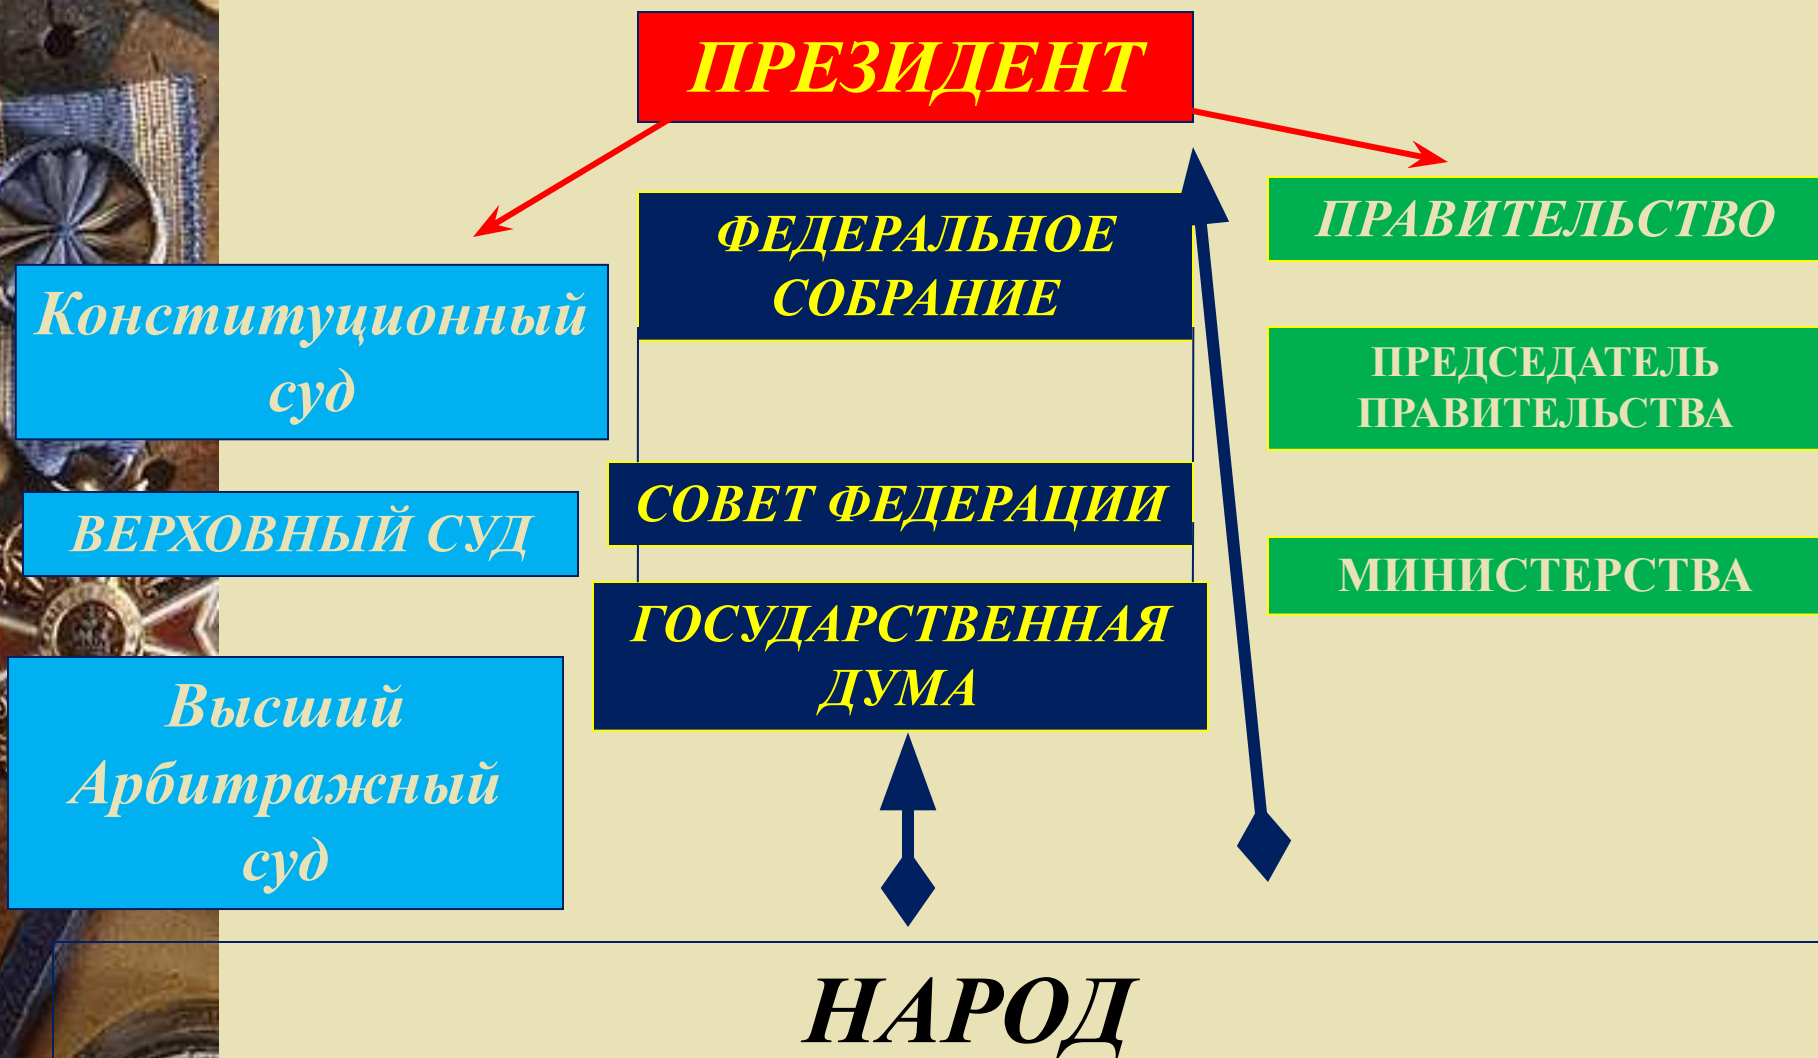 ПРЕЗИДЕНТ
ФЕДЕРАЛЬНОЕ
СОБРАНИЕ
ПРАВИТЕЛЬСТВО
Конституционный
суд
ПРЕДСЕДАТЕЛЬ
ПРАВИТЕЛЬСТВА
СОВЕТ ФЕДЕРАЦИИ
ВЕРХОВНЫЙ СУД
МИНИСТЕРСТВА
ГОСУДАРСТВЕННАЯ
ДУМА
Высший
Арбитражный
суд
НАРОД